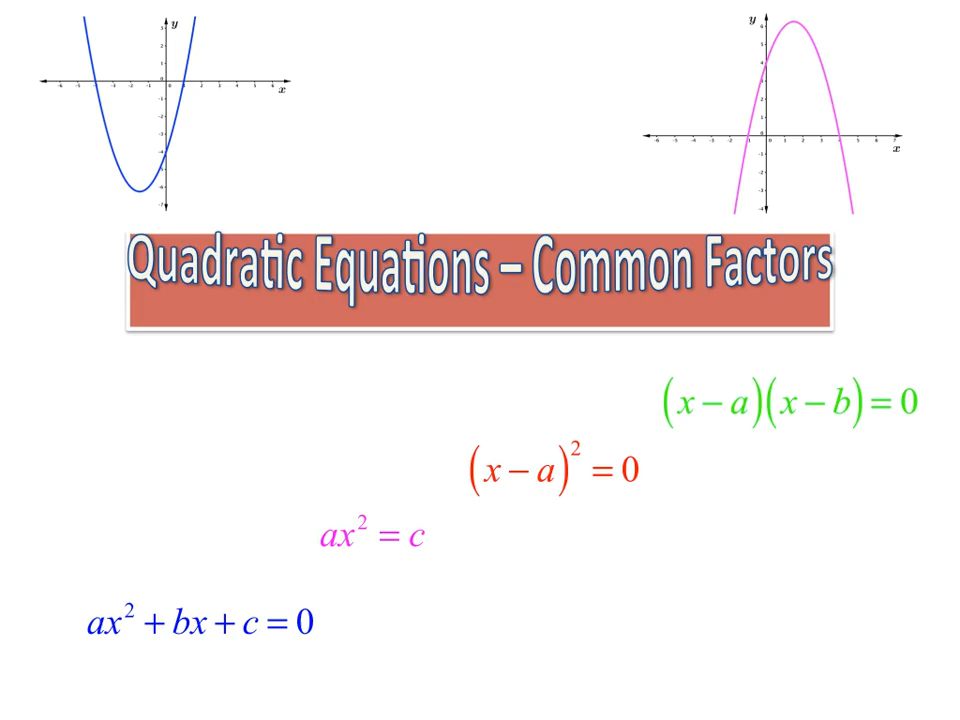 y
x
y
x
Quadratic Equations – Common Factors
(x − a)(x − b) = 0
(x − a)² = 0
ax² = c
ax² + bx + c = 0